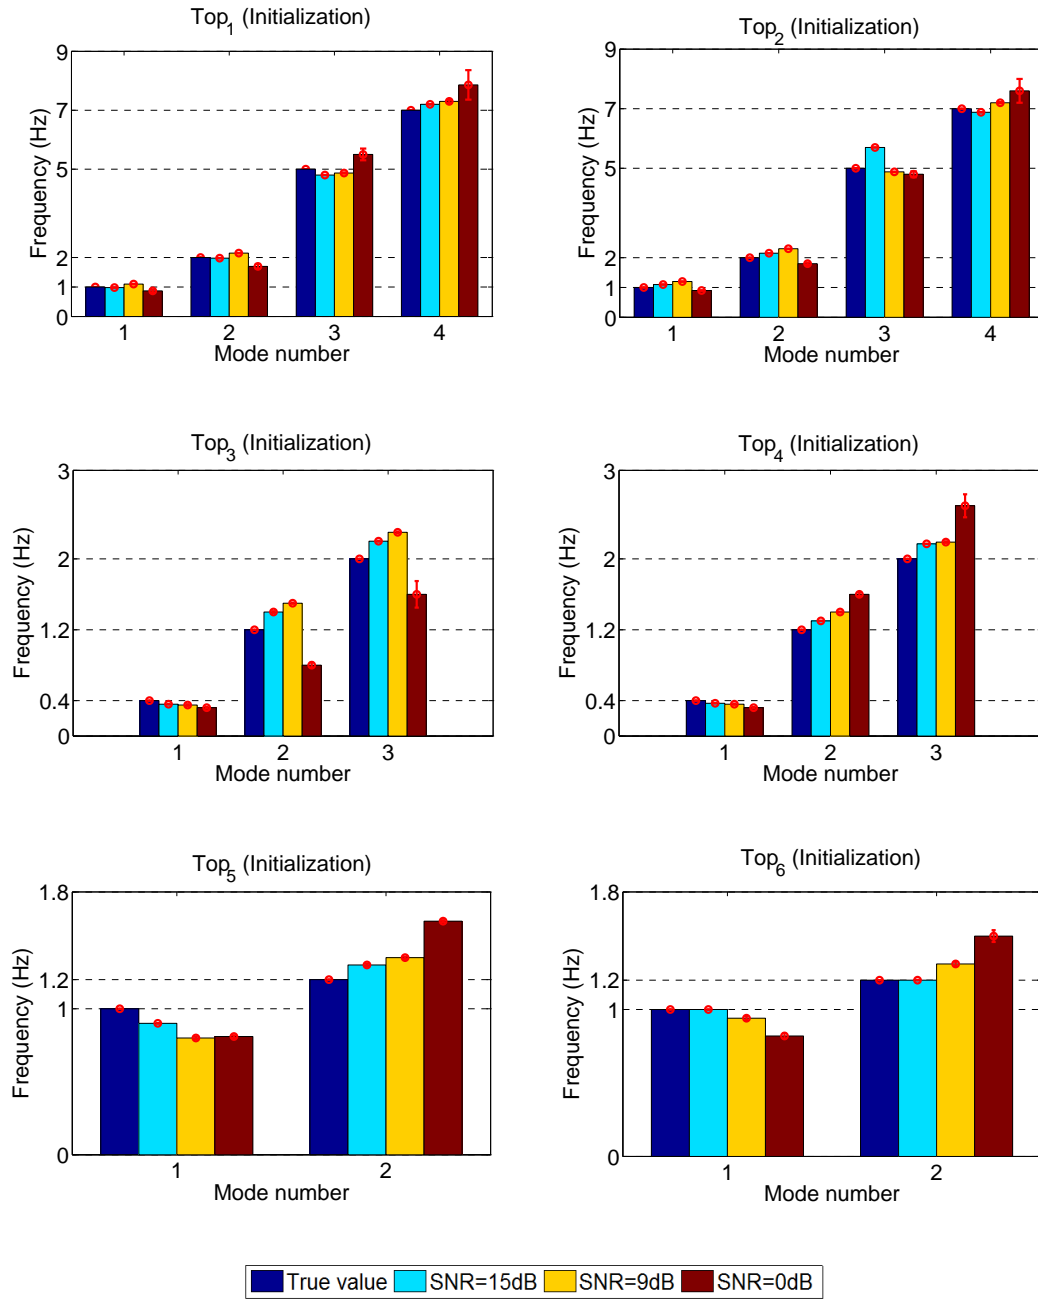 Top1 (Initialization)
9
7
5
2
1
0
Frequency (Hz)
1 2 3 4
Mode number
Top2 (Initialization)
9
7
5
2
1
0
Frequency (Hz)
1 2 3 4
Mode number
Top3 (Initialization)
3
2
1.2
0.4
0
Frequency (Hz)
1 2 3
Mode number
Top4 (Initialization)
3
2
1.2
0.4
0
Frequency (Hz)
1 2 3
Mode number
Top5 (Initialization)
1.8
1.2
1
0
Frequency (Hz)
1 2
Mode number
Top6 (Initialization)
1.8
1.2
1
0
Frequency (Hz)
1 2
Mode number
True value SNR=15dB SNR=9dB SNR=0dB